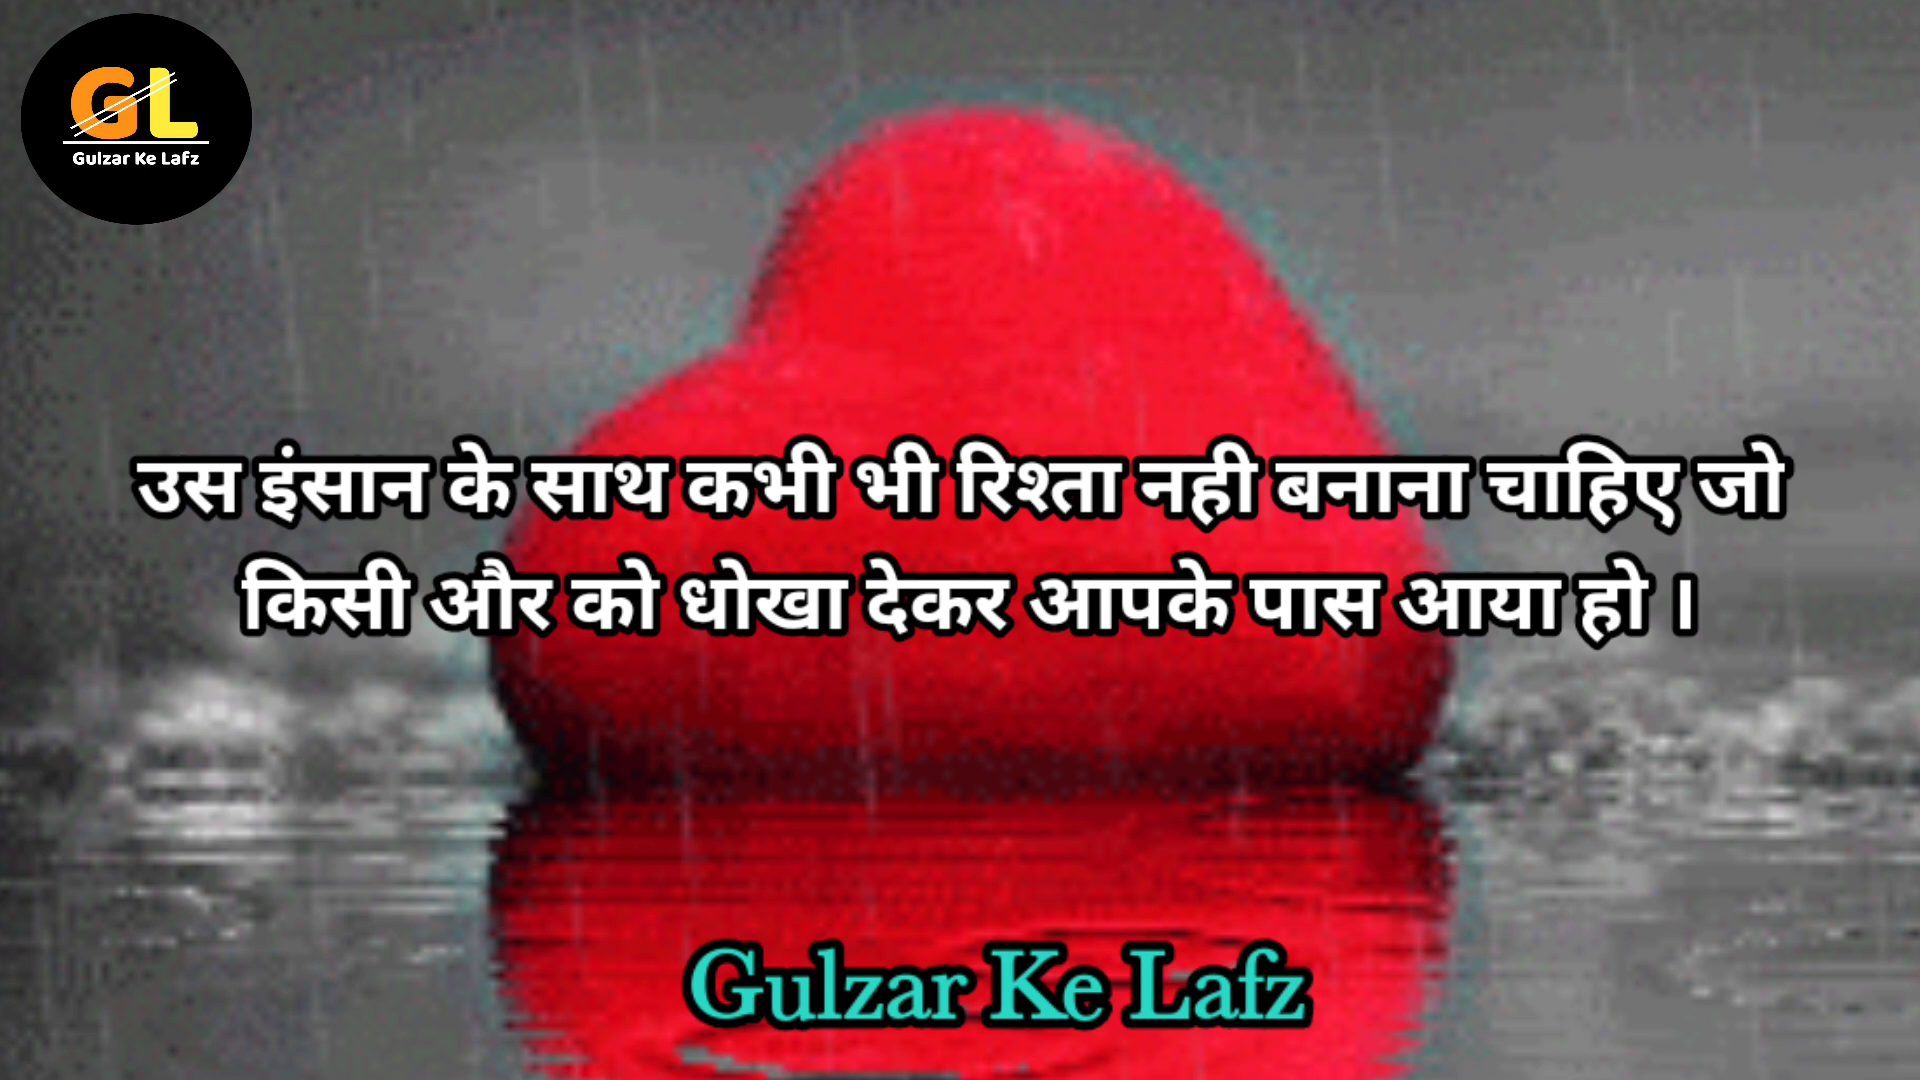 GL
Gulzar Ke Lafz
उस इंसान के साथ कभी भी रिश्ता नही बनाना चाहिए जो
किसी और को धोखा देकर आपके पास आया हो ।
Gulzar Ke Lafz